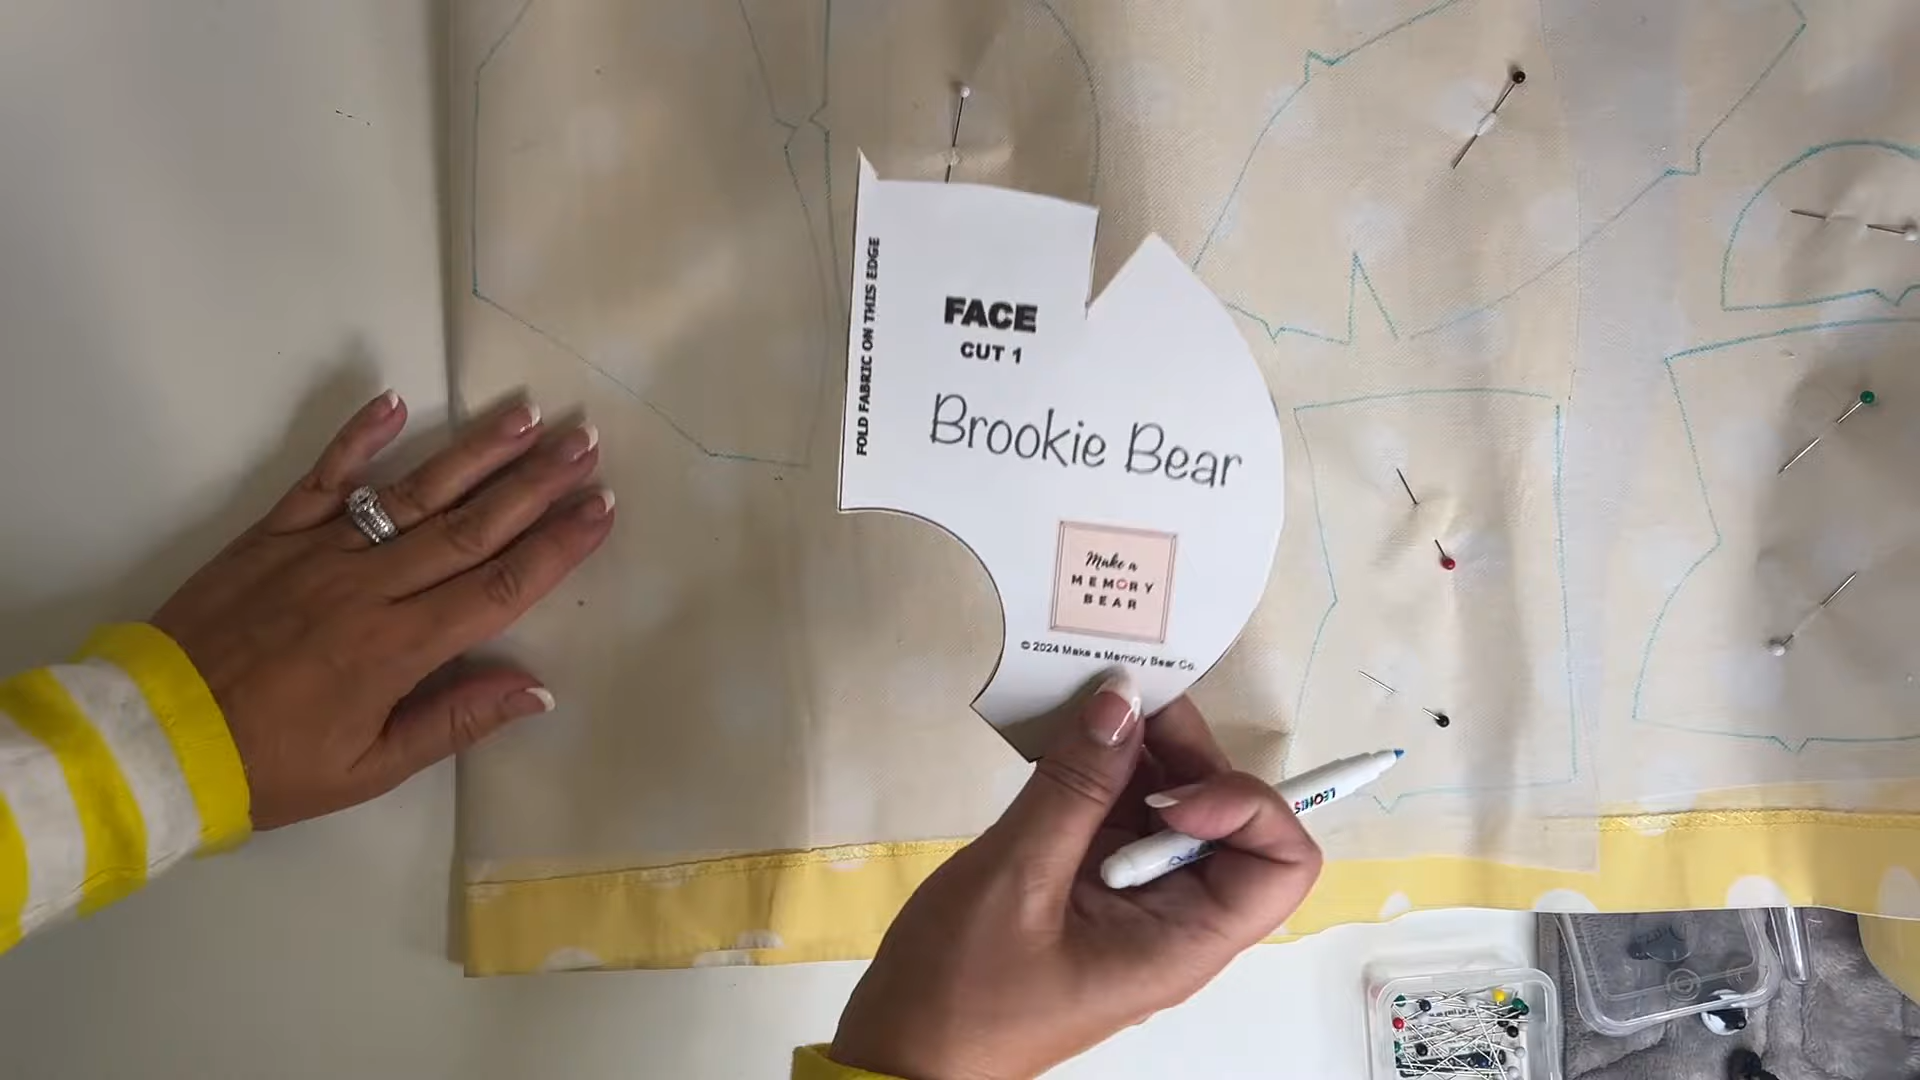 FOLD FABRIC ON THIS EDGE
FACE
CUT 1
Brookie Bear
Make a
MEMORY
BEAR
© 2024 Make a Memory Bear Co.
LEONIS